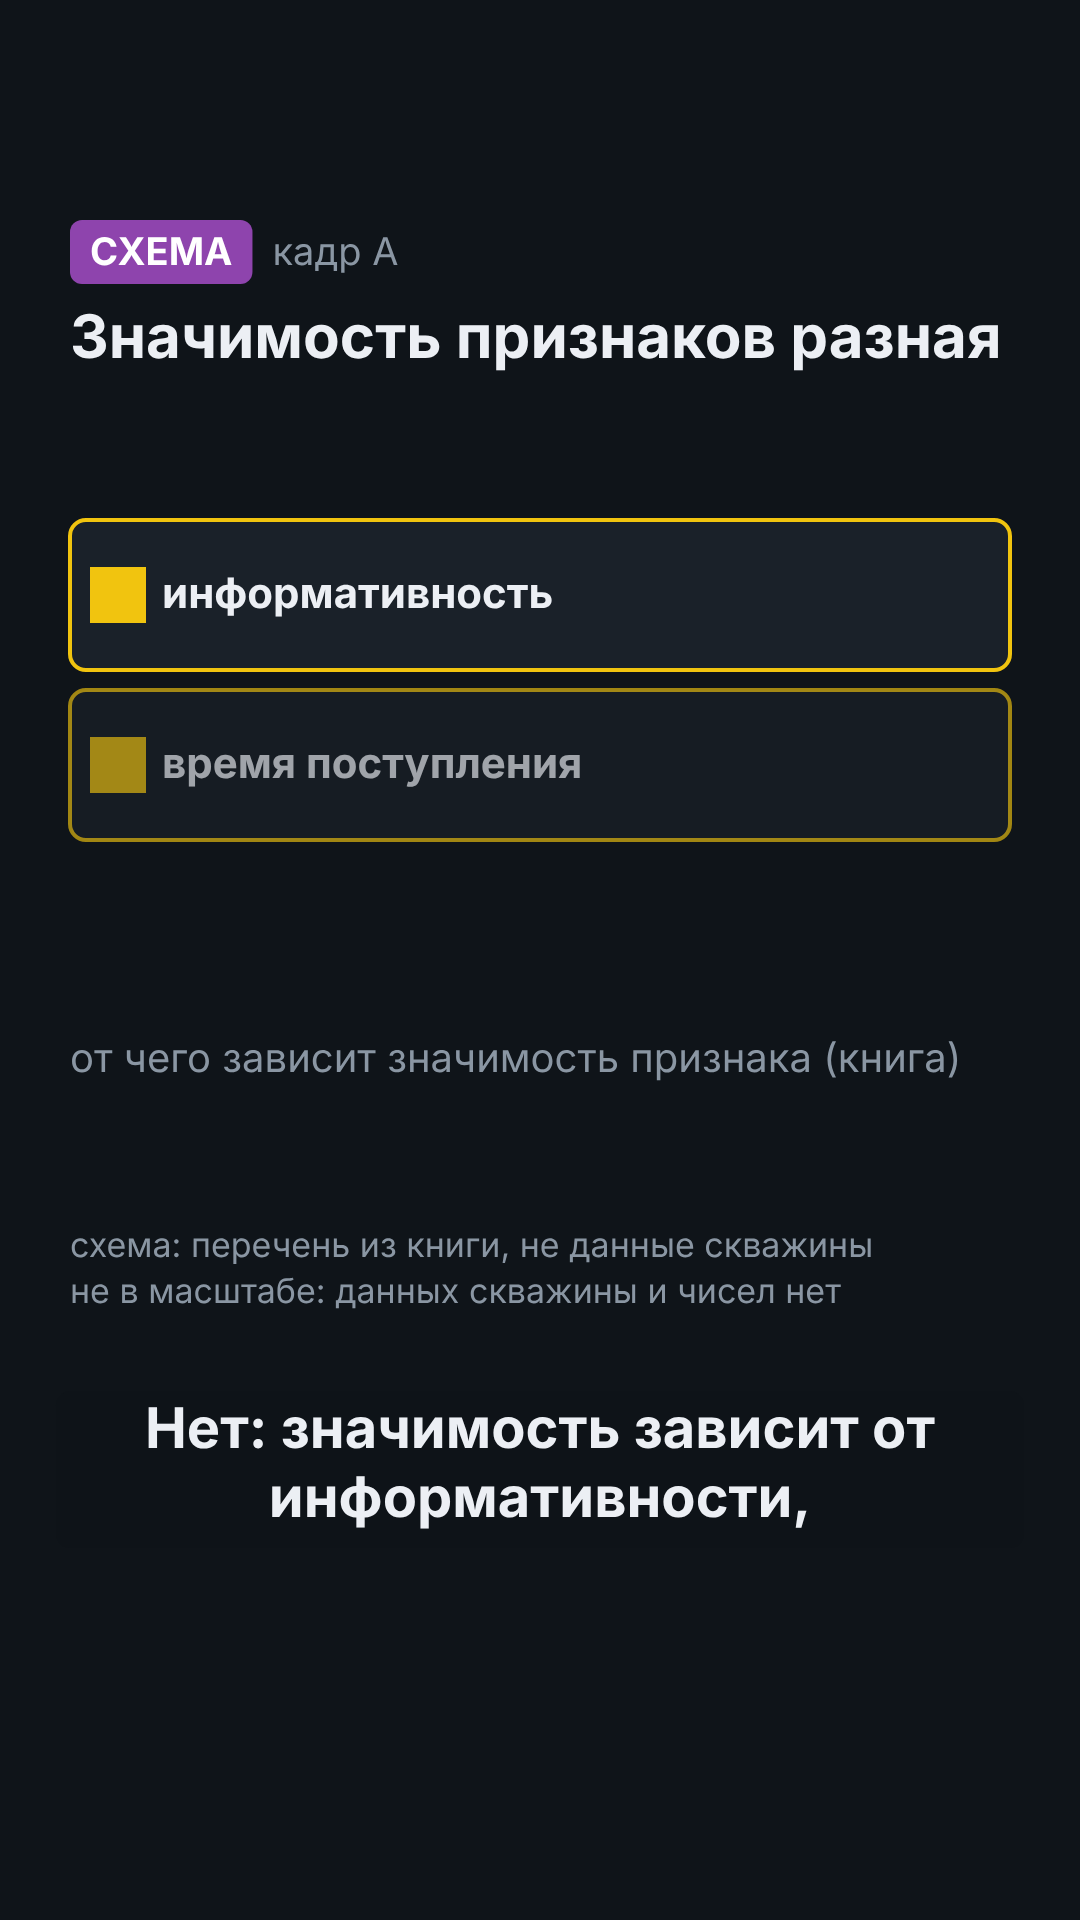 СХЕМА кадр А
Значимость признаков разная
информативность
время поступления
от чего зависит значимость признака (книга)
схема: перечень из книги, не данные скважины
не в масштабе: данных скважины и чисел нет
Нет: значимость зависит от
информативности,